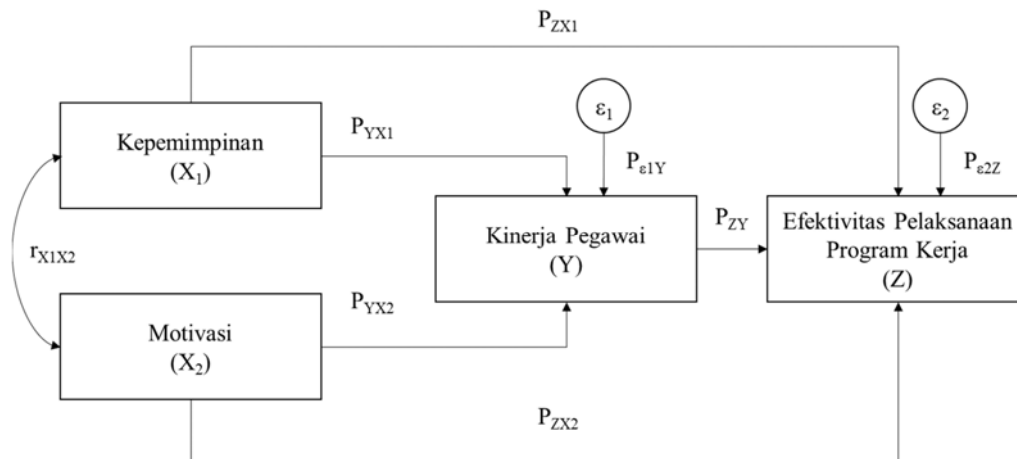 P_ZX1
Kepemimpinan
(X₁)
P_YX1
ε₁
ε₂
P_ε1Y
P_ε2Z
r_X1X2
Kinerja Pegawai
(Y)
P_ZY
Efektivitas Pelaksanaan
Program Kerja
(Z)
Motivasi
(X₂)
P_YX2
P_ZX2